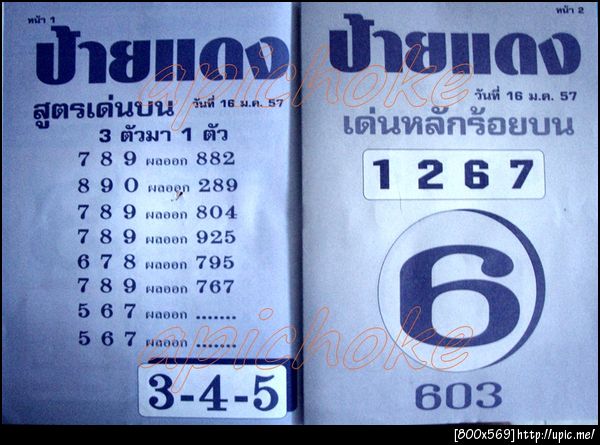 หน้า 1
ป้ายแดง
สูตรเด่นบน วันที่ 16 ม.ค. 57
3 ตัวมา 1 ตัว
7 8 9 ผลออก 882
8 9 0 ผลออก 289
7 8 9 ผลออก 804
7 8 9 ผลออก 925
6 7 8 ผลออก 795
7 8 9 ผลออก 767
5 6 7 ผลออก .......
5 6 7 ผลออก .......
3-4-5
หน้า 2
ป้ายแดง
วันที่ 16 ม.ค. 57
เด่นหลักร้อยบน
1 2 6 7
6
603
apichoke
apichoke
[800x569]http://upic.me/